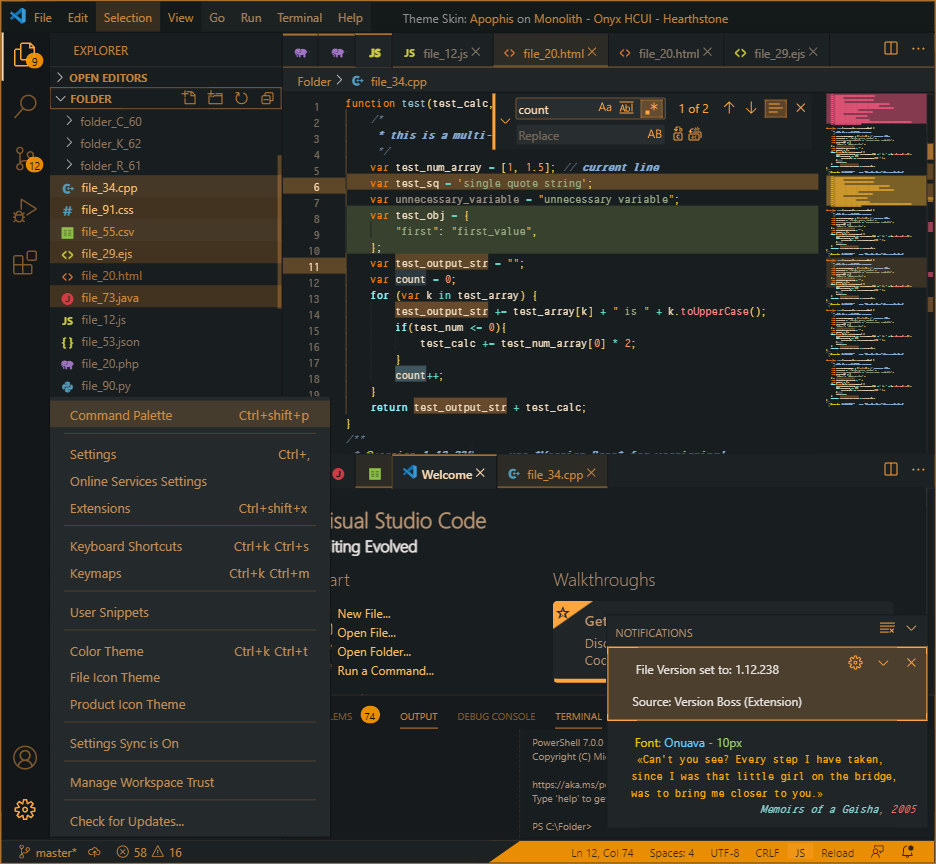 File Edit Selection View Go Run Terminal Help Theme Skin: Apophis on Monolith - Onyx HCUI - Hearthstone
9
12
EXPLORER
OPEN EDITORS
FOLDER
folder_C_60
folder_K_62
folder_R_61
file_34.cpp
file_91.css
file_55.csv
file_29.ejs
file_20.html
file_73.java
file_12.js
file_53.json
file_20.php
file_90.py
JS JS file_12.js file_20.html file_20.html file_29.ejs
Folder file_34.cpp
count Aa Abl .* 1 of 2
Replace AB
1 function test(test_calc,
2 /*
3 * this is a multi-
4 */
5 var test_num_array = [1, 1.5]; // current line
6 var test_sq = 'single quote string';
7 var unnecessary_variable = "unnecessary variable";
8 var test_obj = {
9 "first": "first_value",
10 };
11 var test_output_str = "";
12 var count = 0;
13 for (var k in test_array) {
14 test_output_str += test_array[k] + " is " + k.toUpperCase();
15 if(test_num <= 0){
16 test_calc += test_num_array[0] * 2;
17 }
18 count++;
}
return test_output_str + test_calc;
}
/**
Command Palette Ctrl+shift+p
Settings Ctrl+,
Online Services Settings
Extensions Ctrl+shift+x
Keyboard Shortcuts Ctrl+k Ctrl+s
Keymaps Ctrl+k Ctrl+m
User Snippets
Color Theme Ctrl+k Ctrl+t
File Icon Theme
Product Icon Theme
Settings Sync is On
Manage Workspace Trust
Check for Updates...
Welcome file_34.cpp
isual Studio Code
iting Evolved
art
New File...
Open File...
Open Folder...
Run a Command...
Walkthroughs
Get
Disc
Coc
LEMS 74 OUTPUT DEBUG CONSOLE TERMINAL
PowerShell 7.0.0
Copyright (C) Mi
https://aka.ms/p
Type 'help' to ge
PS C:\Folder>
NOTIFICATIONS
File Version set to: 1.12.238
Source: Version Boss (Extension)
Font: Onuava - 10px
«Can't you see? Every step I have taken,
since I was that little girl on the bridge,
was to bring me closer to you.»
Memoirs of a Geisha, 2005
master* 58 16 Ln 12, Col 74 Spaces: 4 UTF-8 CRLF JS Reload